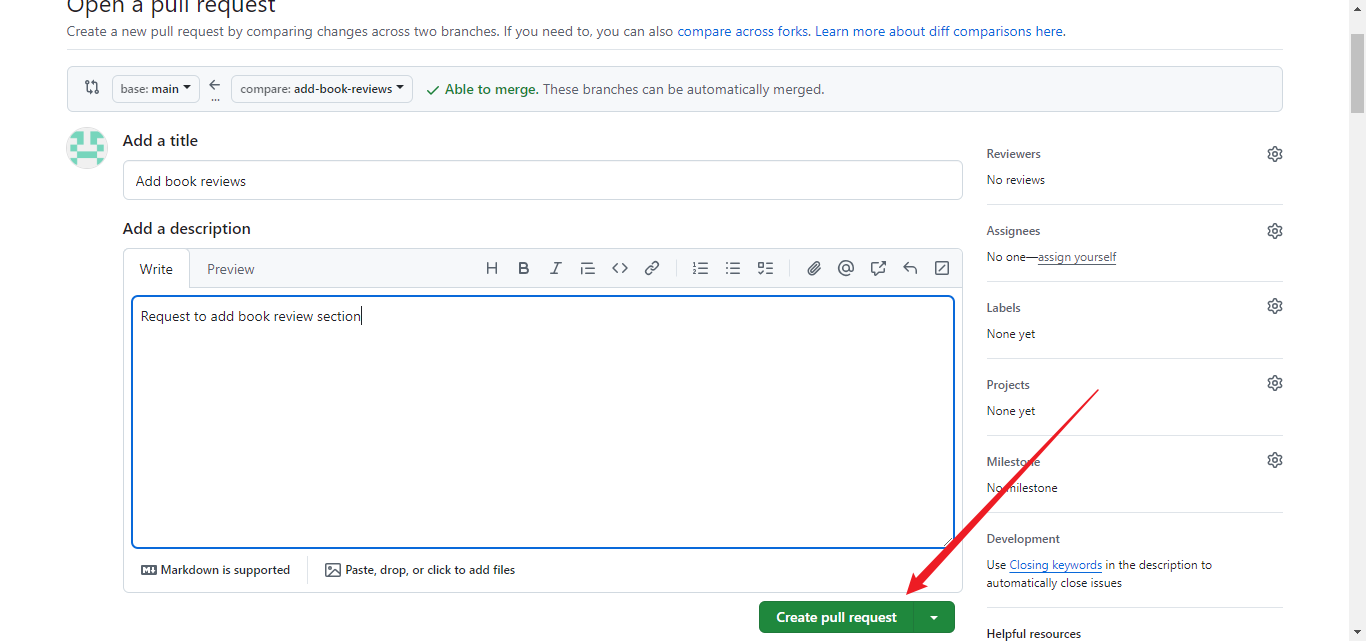 Open a pull request
Create a new pull request by comparing changes across two branches. If you need to, you can also compare across forks. Learn more about diff comparisons here.
base: main
...
compare: add-book-reviews
Able to merge. These branches can be automatically merged.
Add a title
Add book reviews
Add a description
Write
Preview
Request to add book review section
Markdown is supported
Paste, drop, or click to add files
Create pull request
Reviewers
No reviews
Assignees
No one—assign yourself
Labels
None yet
Projects
None yet
Milestone
No milestone
Development
Use Closing keywords in the description to
automatically close issues
Helpful resources